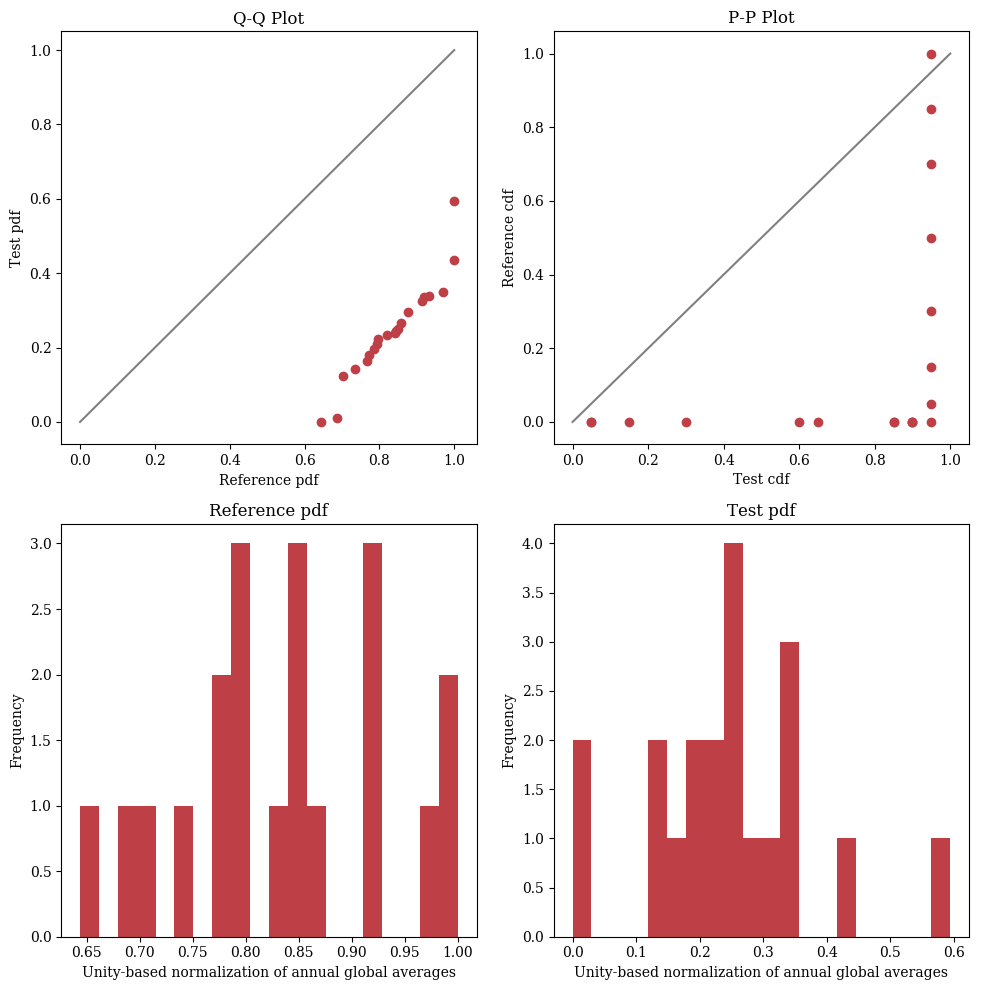 Q-Q Plot
1.0
0.8
0.6
0.4
0.2
0.0
Test pdf
0.0 0.2 0.4 0.6 0.8 1.0
Reference pdf
P-P Plot
1.0
0.8
0.6
0.4
0.2
0.0
Reference cdf
0.0 0.2 0.4 0.6 0.8 1.0
Test cdf
Reference pdf
3.0
2.5
2.0
1.5
1.0
0.5
0.0
Frequency
0.65 0.70 0.75 0.80 0.85 0.90 0.95 1.00
Unity-based normalization of annual global averages
Test pdf
4.0
3.5
3.0
2.5
2.0
1.5
1.0
0.5
0.0
Frequency
0.0 0.1 0.2 0.3 0.4 0.5 0.6
Unity-based normalization of annual global averages